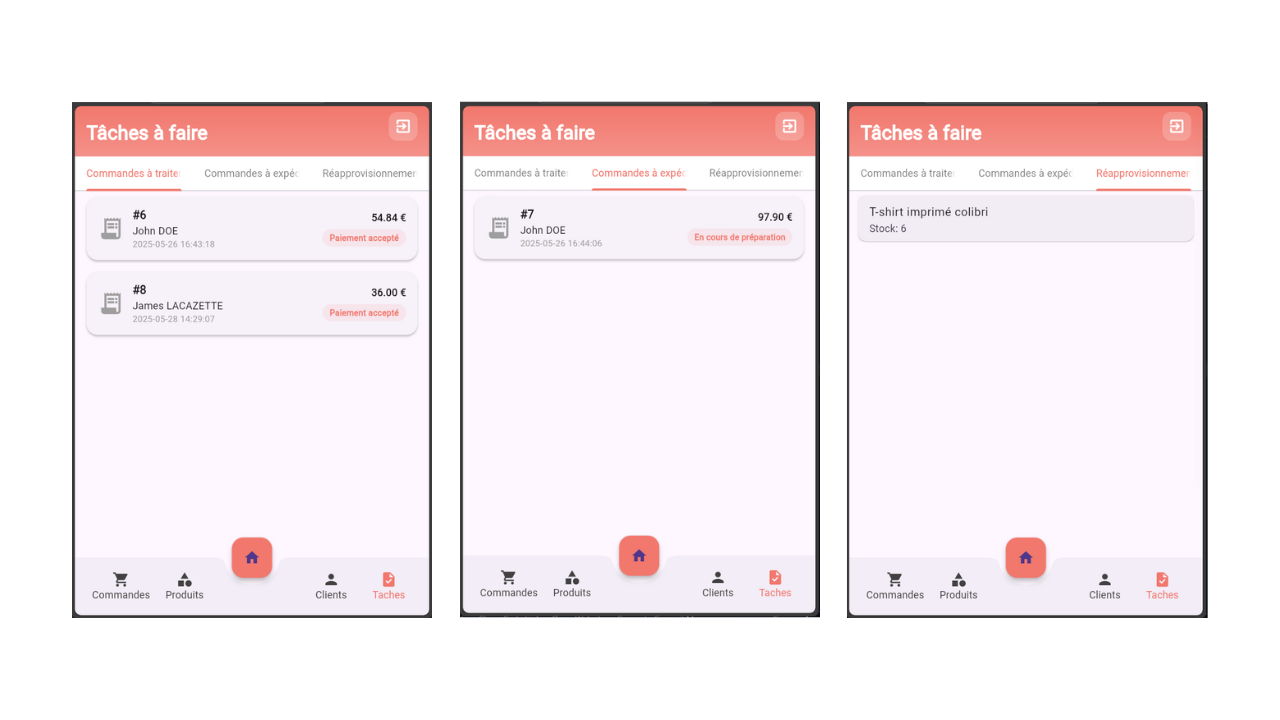 Tâches à faire
Commandes à traite
Commandes à expé
Réapprovisionnemer
#6
54.84 €
John DOE
Paiement accepté
2025-05-26 16:43:18
#8
36.00 €
James LACAZETTE
Paiement accepté
2025-05-28 14:29:07
Commandes
Produits
Clients
Taches
Tâches à faire
Commandes à traite
Commandes à expé
Réapprovisionnemer
#7
97.90 €
John DOE
En cours de préparation
2025-05-26 16:44:06
Commandes
Produits
Clients
Taches
Tâches à faire
Commandes à traite
Commandes à expé
Réapprovisionnemer
T-shirt imprimé colibri
Stock: 6
Commandes
Produits
Clients
Taches